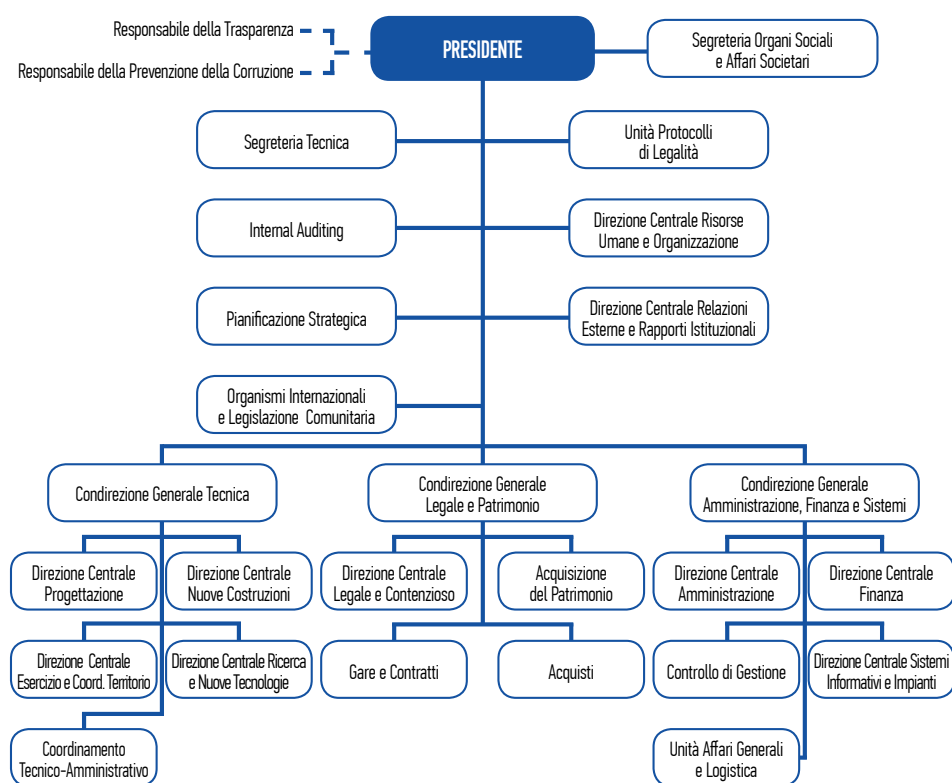 Responsabile della Trasparenza
Responsabile della Prevenzione della Corruzione
PRESIDENTE
Segreteria Organi Sociali
e Affari Societari
Segreteria Tecnica
Unità Protocolli
di Legalità
Internal Auditing
Direzione Centrale Risorse
Umane e Organizzazione
Pianificazione Strategica
Direzione Centrale Relazioni
Esterne e Rapporti Istituzionali
Organismi Internazionali
e Legislazione Comunitaria
Condirezione Generale Tecnica
Condirezione Generale
Legale e Patrimonio
Condirezione Generale
Amministrazione, Finanza e Sistemi
Direzione Centrale
Progettazione
Direzione Centrale
Nuove Costruzioni
Direzione Centrale
Legale e Contenzioso
Acquisizione
del Patrimonio
Direzione Centrale
Amministrazione
Direzione Centrale
Finanza
Direzione Centrale
Esercizio e Coord. Territorio
Direzione Centrale Ricerca
e Nuove Tecnologie
Gare e Contratti
Acquisti
Controllo di Gestione
Direzione Centrale Sistemi
Informativi e Impianti
Coordinamento
Tecnico-Amministrativo
Unità Affari Generali
e Logistica